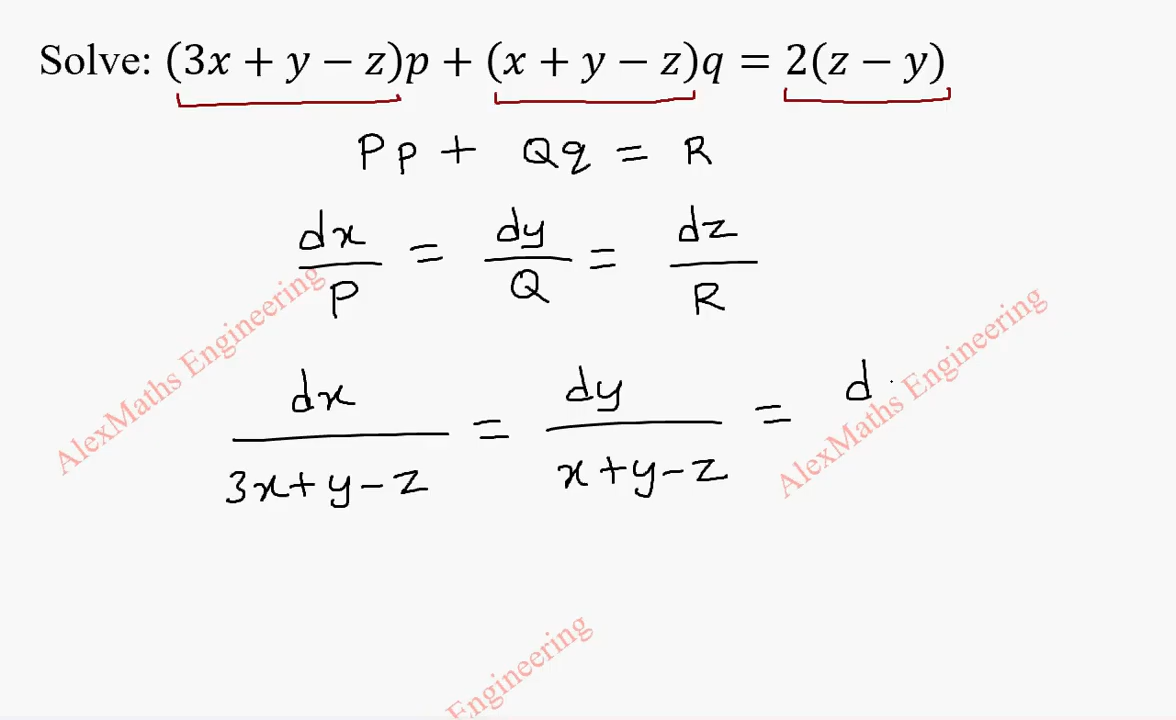 Solve: (3x + y − z)p + (x + y − z)q = 2(z − y)
Pp + Qq = R
dx/P = dy/Q = dz/R
dx/(3x+y−z) = dy/(x+y−z) = d
AlexMaths Engineering
AlexMaths Engineering
Engineering